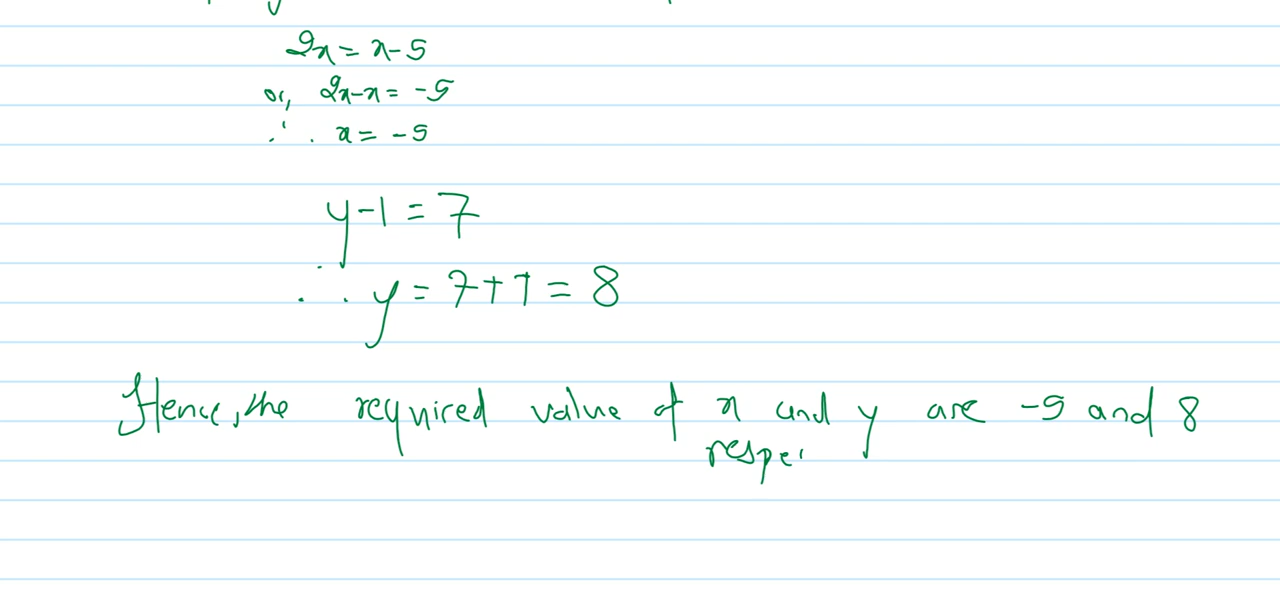 2x = x - 5
or, 2x - x = -5
∴ x = -5
y - 1 = 7
∴ y = 7 + 1 = 8
Hence, the required value of x and y are -5 and 8
respe